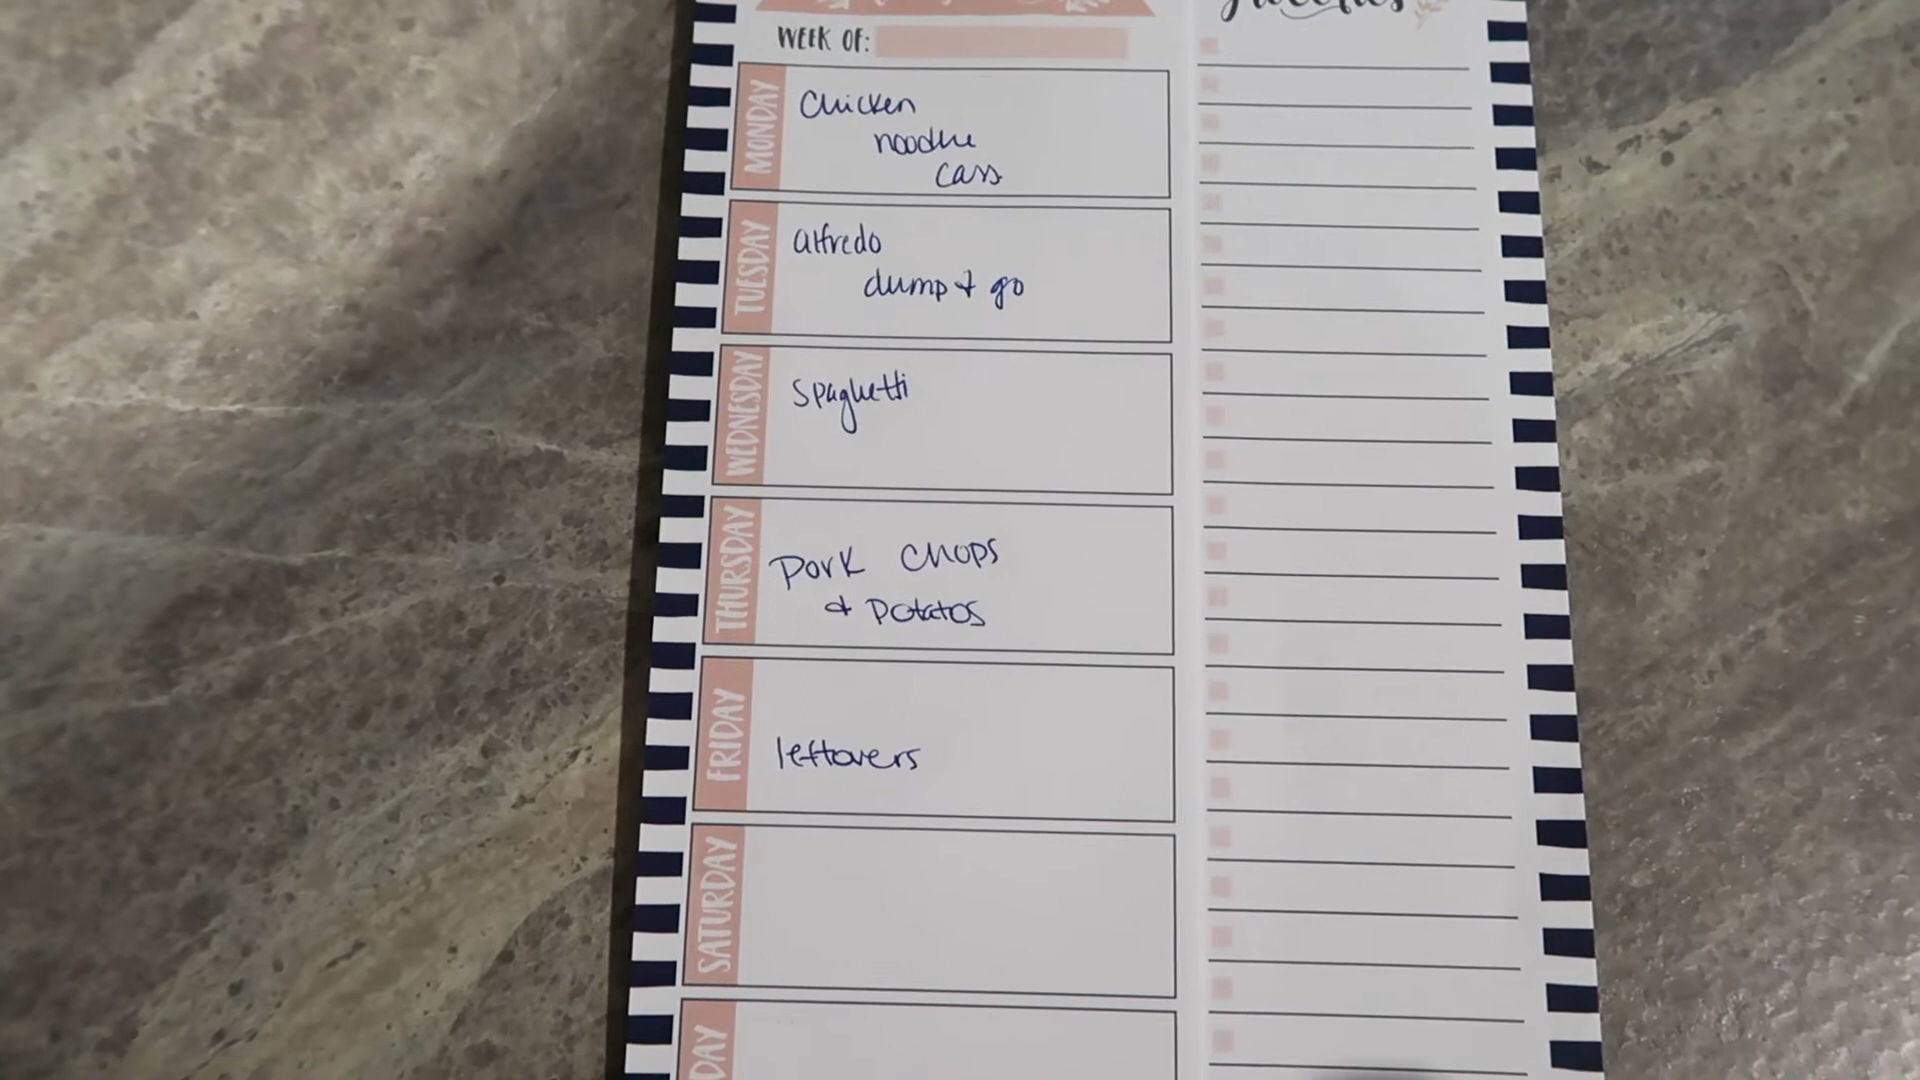 WEEK OF:
MONDAY
Chicken
noodle
cass
TUESDAY
alfredo
dump & go
WEDNESDAY
spaghetti
THURSDAY
Pork Chops
& Potatos
FRIDAY
leftovers
SATURDAY
DAY